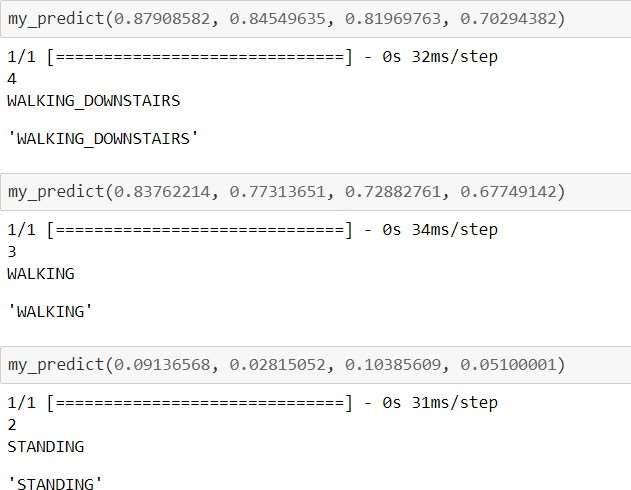 my_predict(0.87908582, 0.84549635, 0.81969763, 0.70294382)
1/1 [==============================] - 0s 32ms/step
4
WALKING_DOWNSTAIRS
'WALKING_DOWNSTAIRS'
my_predict(0.83762214, 0.77313651, 0.72882761, 0.67749142)
1/1 [==============================] - 0s 34ms/step
3
WALKING
'WALKING'
my_predict(0.09136568, 0.02815052, 0.10385609, 0.05100001)
1/1 [==============================] - 0s 31ms/step
2
STANDING
'STANDING'